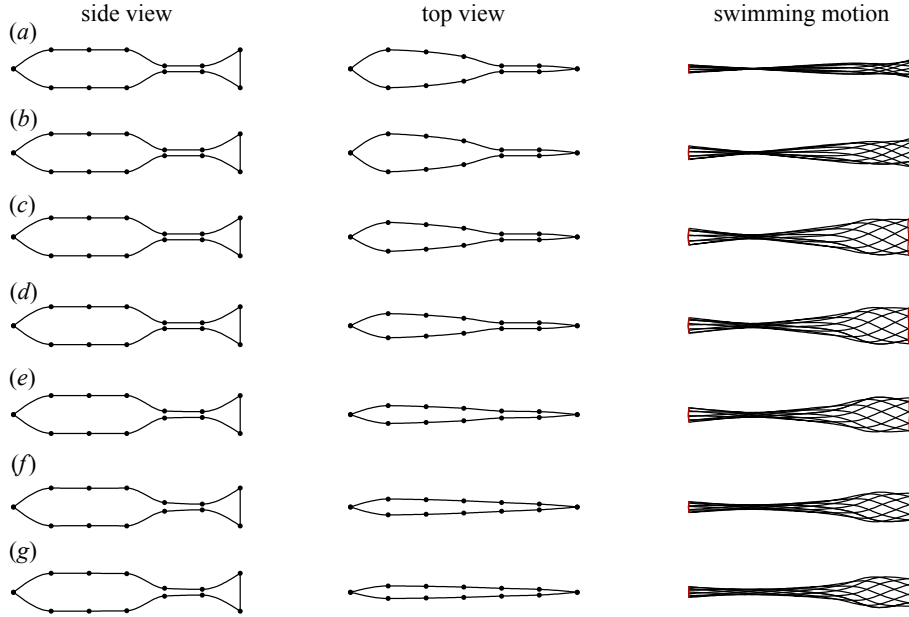 side view top view swimming motion
(a)
(b)
(c)
(d)
(e)
(f)
(g)